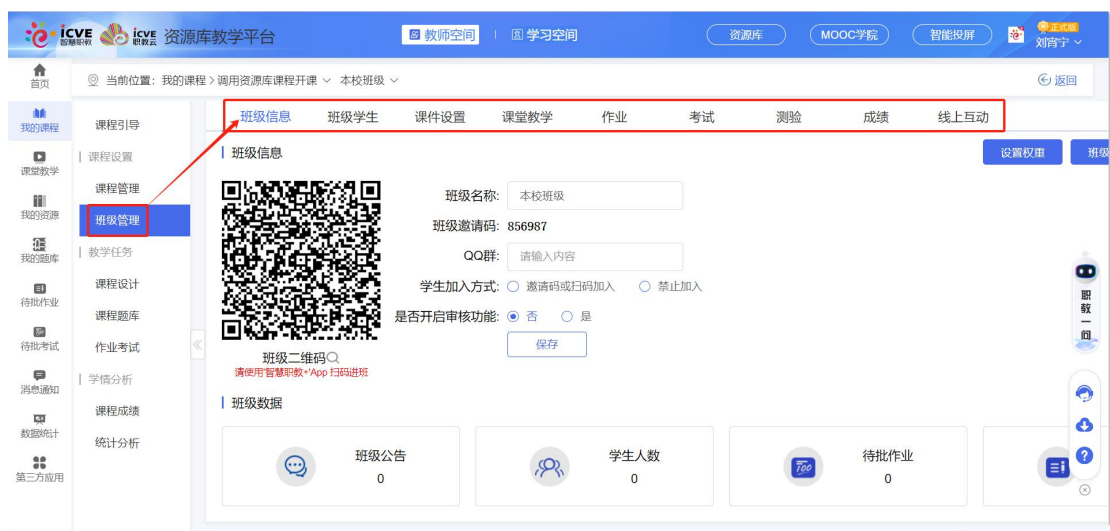 icve 智慧职教 icve 职教云 资源库教学平台 教师空间 学习空间 资源库 MOOC学院 智能投屏 正式版 刘宵宁
首页
当前位置：我的课程 > 调用资源库课程开课 本校班级 返回
我的课程
课堂教学
我的资源
我的题库
待批作业
待批考试
消息通知
数据统计
第三方应用
课程引导
课程设置
课程管理
班级管理
教学任务
课程设计
课程题库
作业考试
学情分析
课程成绩
统计分析
班级信息 班级学生 课件设置 课堂教学 作业 考试 测验 成绩 线上互动
班级信息 设置权重 班级
班级名称: 本校班级
班级邀请码: 856987
QQ群: 请输入内容
学生加入方式: 邀请码或扫码加入 禁止加入
是否开启审核功能: 否 是
保存
班级二维码
请使用'智慧职教+'App 扫码进班
班级数据
班级公告
0
学生人数
0
待批作业
0
职教一问